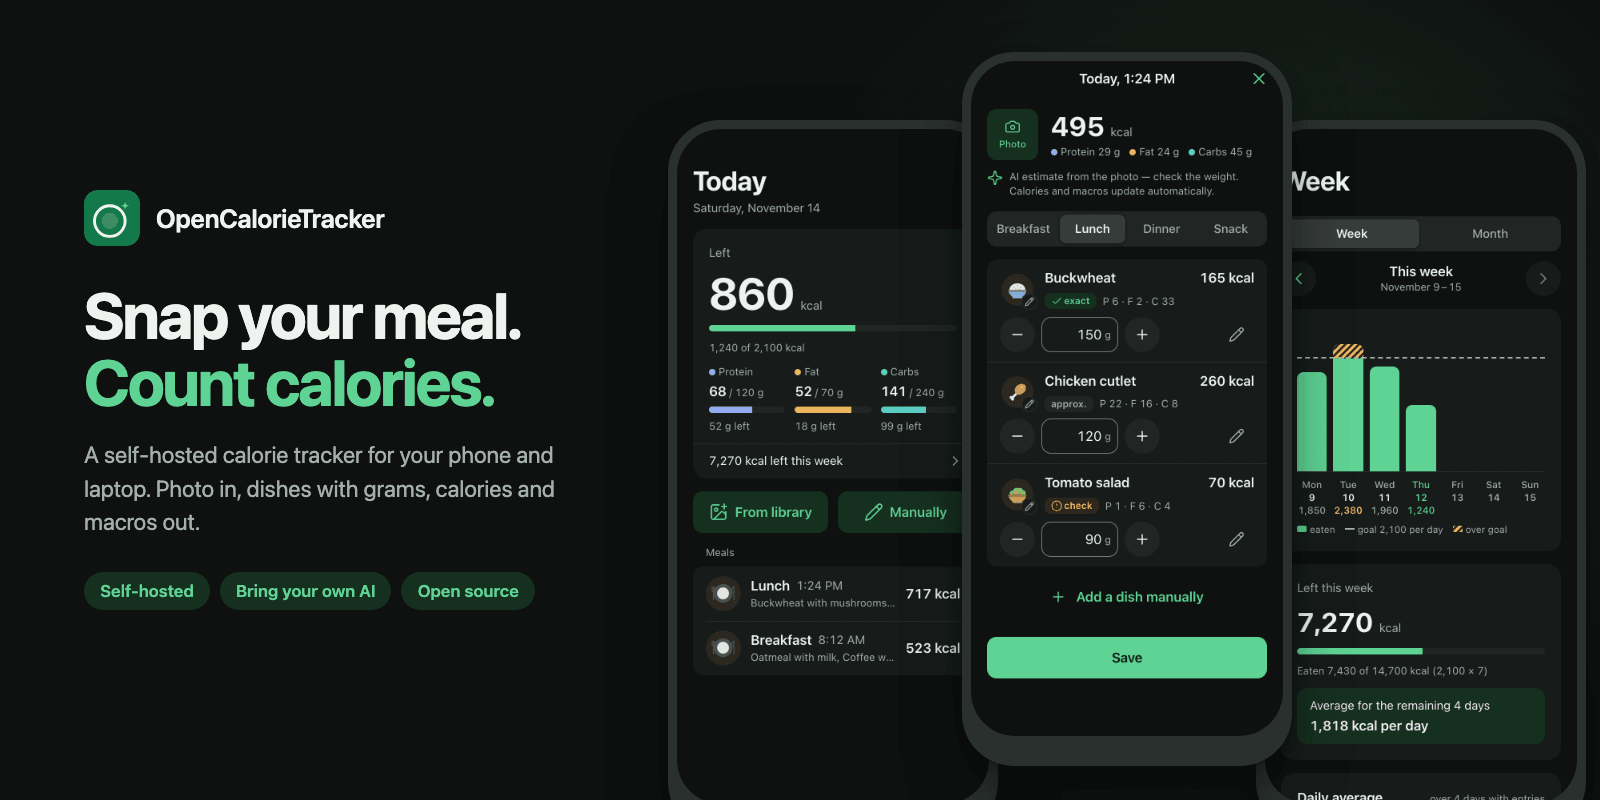 OpenCalorieTracker
Snap your meal.
Count calories.
A self-hosted calorie tracker for your phone and
laptop. Photo in, dishes with grams, calories and
macros out.
Self-hosted
Bring your own AI
Open source
Today
Saturday, November 14
Left
860 kcal
1,240 of 2,100 kcal
Protein Fat Carbs
68 / 120 g 52 / 70 g 141 / 240 g
52 g left 18 g left 99 g left
7,270 kcal left this week
From library
Manually
Meals
Lunch 1:24 PM
Buckwheat with mushrooms...
717 kcal
Breakfast 8:12 AM
Oatmeal with milk, Coffee w...
523 kcal
Today, 1:24 PM
Photo
495 kcal
Protein 29 g Fat 24 g Carbs 45 g
AI estimate from the photo — check the weight.
Calories and macros update automatically.
Breakfast Lunch Dinner Snack
Buckwheat 165 kcal
exact P 6 · F 2 · C 33
− 150 g +
Chicken cutlet 260 kcal
approx. P 22 · F 16 · C 8
− 120 g +
Tomato salad 70 kcal
check P 1 · F 6 · C 4
− 90 g +
+ Add a dish manually
Save
Week
Week Month
This week
November 9 – 15
Mon Tue Wed Thu Fri Sat Sun
9 10 11 12 13 14 15
1,850 2,380 1,960 1,240
eaten goal 2,100 per day over goal
Left this week
7,270 kcal
Eaten 7,430 of 14,700 kcal (2,100 × 7)
Average for the remaining 4 days
1,818 kcal per day
Daily average over 4 days with entries